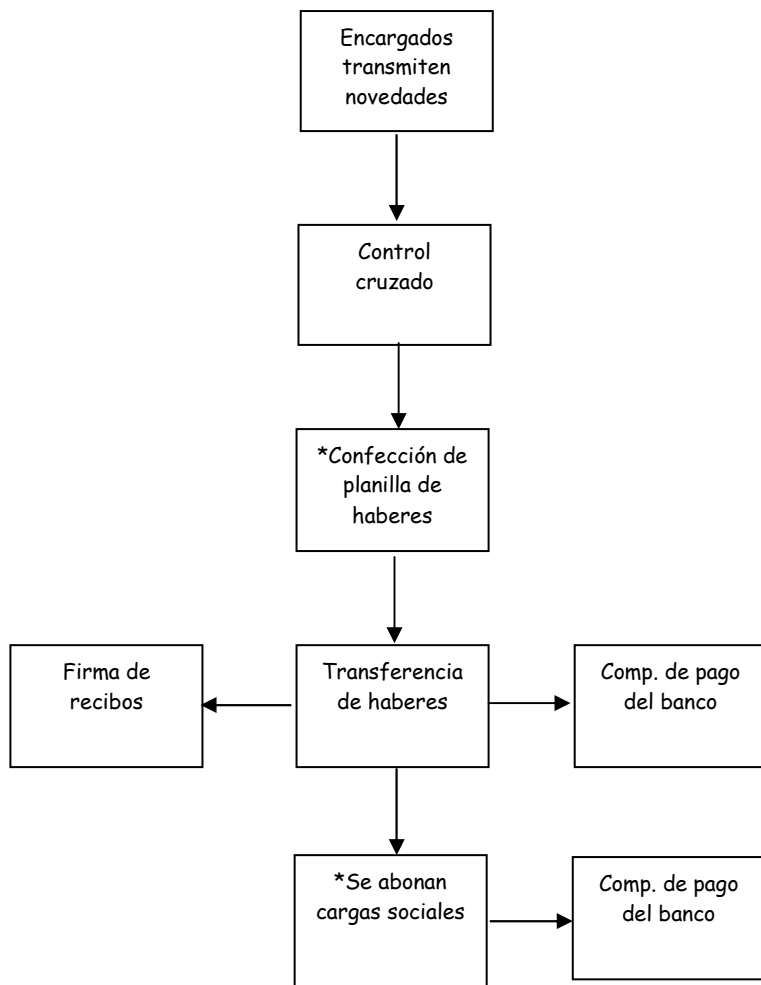 Encargados
transmiten
novedades
Control
cruzado
*Confección de
planilla de
haberes
Firma de
recibos
Transferencia
de haberes
Comp. de pago
del banco
*Se abonan
cargas sociales
Comp. de pago
del banco